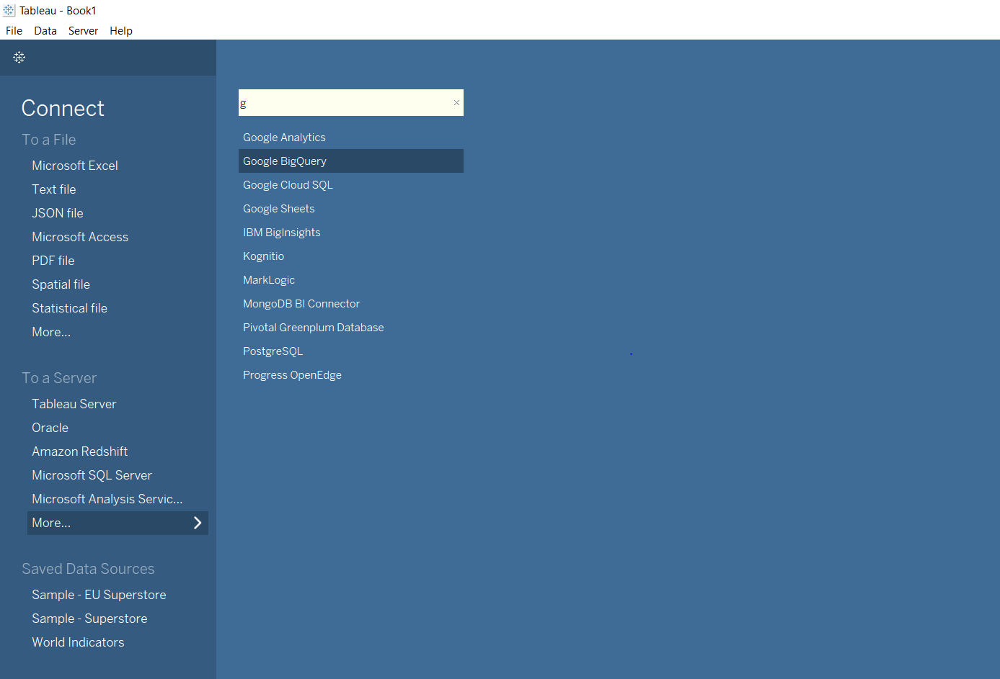 Tableau - Book1
File Data Server Help
Connect
To a File
Microsoft Excel
Text file
JSON file
Microsoft Access
PDF file
Spatial file
Statistical file
More...
To a Server
Tableau Server
Oracle
Amazon Redshift
Microsoft SQL Server
Microsoft Analysis Servic...
More...
Saved Data Sources
Sample - EU Superstore
Sample - Superstore
World Indicators
g
Google Analytics
Google BigQuery
Google Cloud SQL
Google Sheets
IBM BigInsights
Kognitio
MarkLogic
MongoDB BI Connector
Pivotal Greenplum Database
PostgreSQL
Progress OpenEdge